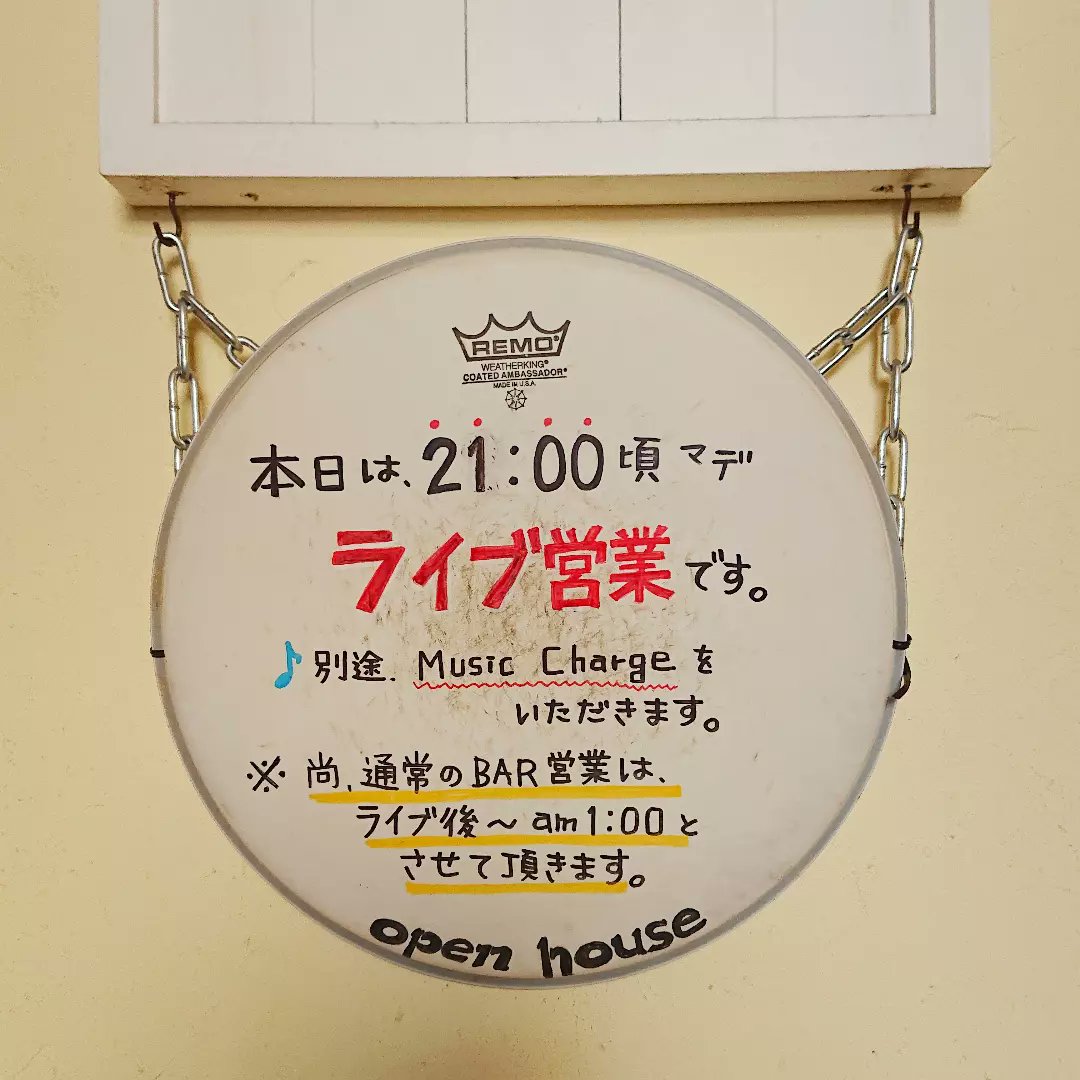 REMO®
WEATHERKING®
COATED AMBASSADOR®
MADE IN U.S.A.
本日は、21:00頃マデ
ライブ営業です。
♪別途、Music Chargeを
いただきます。
※尚、通常のBAR営業は、
ライブ後～am1:00と
させて頂きます。
open house